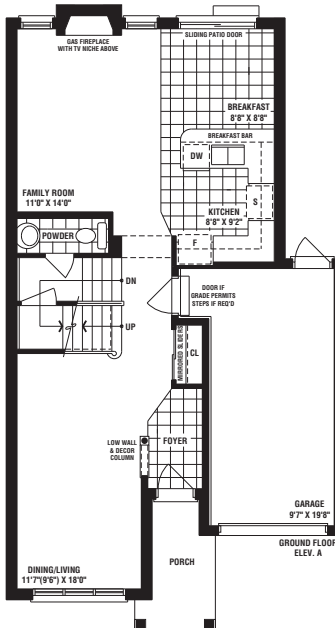 GAS FIREPLACE
WITH TV NICHE ABOVE
SLIDING PATIO DOOR
BREAKFAST
8'8" X 8'8"
BREAKFAST BAR
DW
S
FAMILY ROOM
11'0" X 14'0"
KITCHEN
8'8" X 9'2"
POWDER
F
DN
DOOR IF
GRADE PERMITS
STEPS IF REQ'D
UP
MIRRORED SLIDERS
CL
LOW WALL
& DECOR
COLUMN
FOYER
GARAGE
9'7" X 19'8"
GROUND FLOOR
ELEV. A
PORCH
DINING/LIVING
11'7"(9'6") X 18'0"